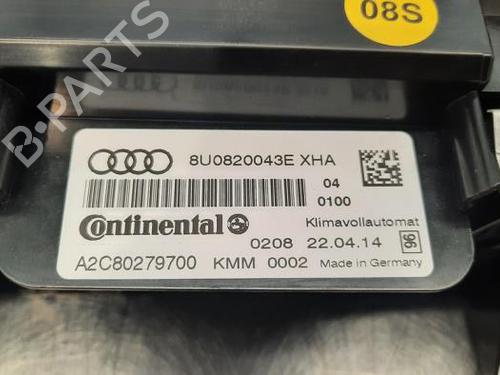 08S
8U0820043E XHA
04
0100
Continental
Klimavollautomat
0208 22.04.14
96
A2C80279700 KMM 0002 Made in Germany
B-PARTS